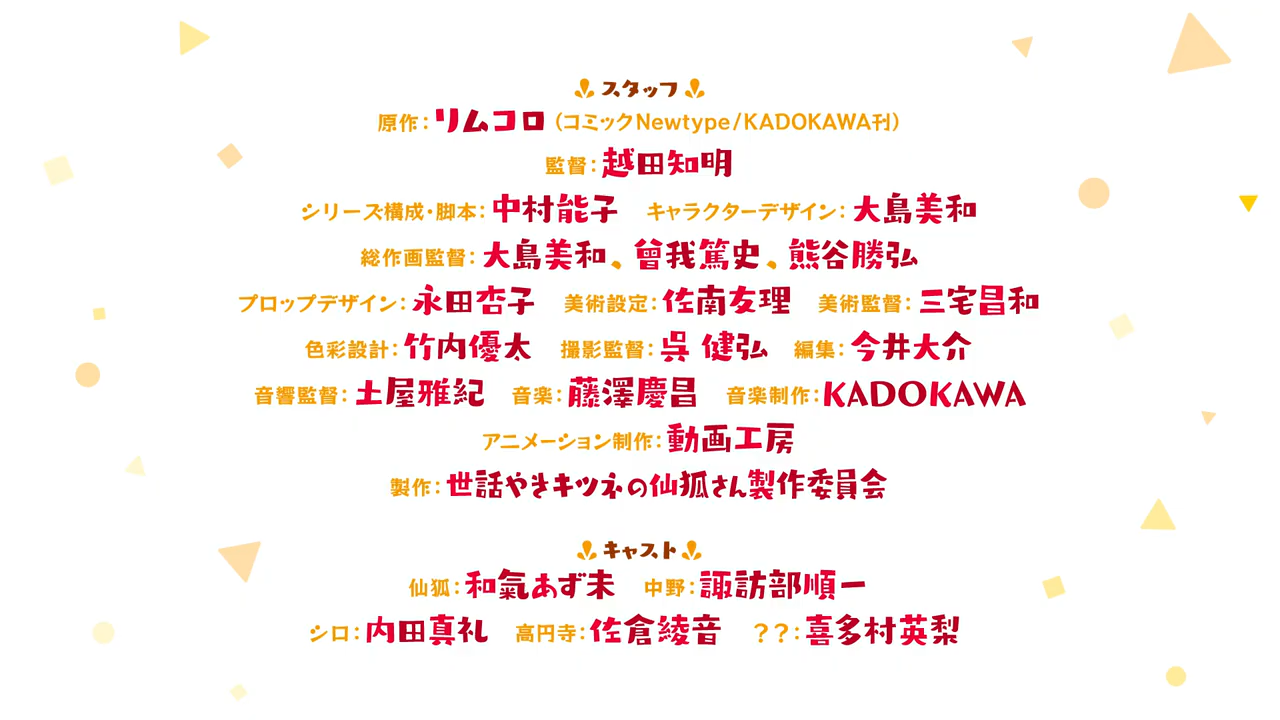 スタッフ
原作：リムコロ（コミックNewtype/KADOKAWA刊）
監督：越田知明
シリーズ構成・脚本：中村能子　キャラクターデザイン：大島美和
総作画監督：大島美和、曾我篤史、熊谷勝弘
プロップデザイン：永田杏子　美術設定：佐南友理　美術監督：三宅昌和
色彩設計：竹内優太　撮影監督：呉 健弘　編集：今井大介
音響監督：土屋雅紀　音楽：藤澤慶昌　音楽制作：KADOKAWA
アニメーション制作：動画工房
製作：世話やきキツネの仙狐さん製作委員会
キャスト
仙狐：和氣あず未　中野：諏訪部順一
シロ：内田真礼　高円寺：佐倉綾音　？？：喜多村英梨